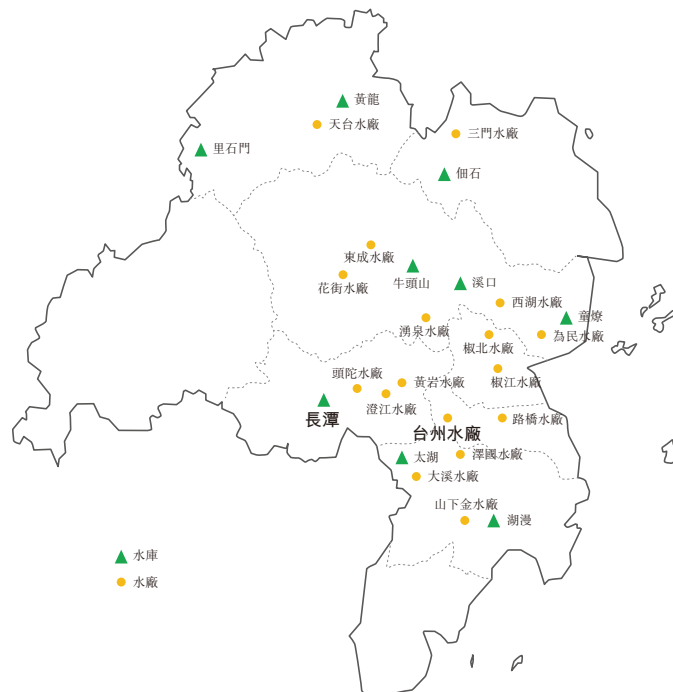 黃龍
天台水廠
三門水廠
里石門
佃石
東成水廠
牛頭山
花街水廠
溪口
西湖水廠
童燎
湧泉水廠
椒北水廠
為民水廠
頭陀水廠
黃岩水廠
椒江水廠
澄江水廠
長潭
路橋水廠
台州水廠
太湖
澤國水廠
大溪水廠
山下金水廠
湖漫
水庫
水廠